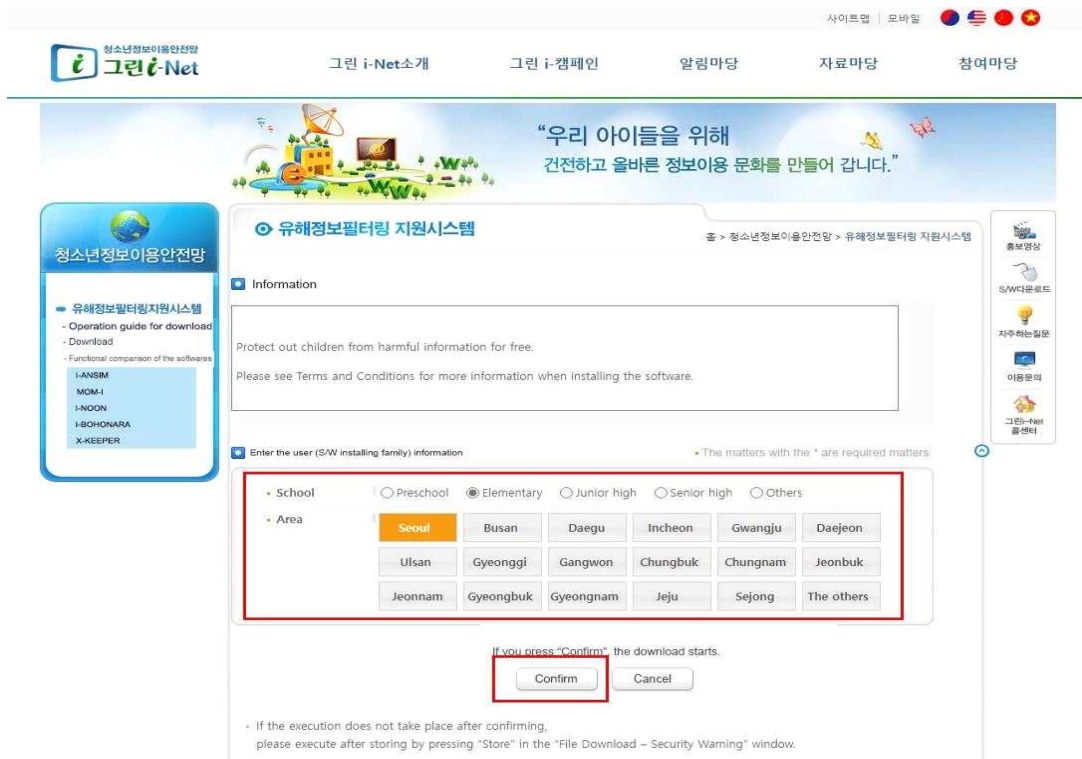 사이트맵 | 모바일
청소년정보이용안전망
그린 i-Net
그린 i-Net소개 그린 i-캠페인 알림마당 자료마당 참여마당
“우리 아이들을 위해
건전하고 올바른 정보이용 문화를 만들어 갑니다.”
청소년정보이용안전망
유해정보필터링지원시스템
- Operation guide for download
- Download
- Functional comparison of the softwares
I-ANSIM
MOM-I
I-NOON
I-BOHONARA
X-KEEPER
유해정보필터링 지원시스템
홈 > 청소년정보이용안전망 > 유해정보필터링 지원시스템
Information
Protect out children from harmful information for free.
Please see Terms and Conditions for more information when installing the software.
Enter the user (S/W installing family) information
The matters with the * are required matters
School Preschool Elementary Junior high Senior high Others
Area Seoul Busan Daegu Incheon Gwangju Daejeon
Ulsan Gyeonggi Gangwon Chungbuk Chungnam Jeonbuk
Jeonnam Gyeongbuk Gyeongnam Jeju Sejong The others
If you press “Confirm”, the download starts.
Confirm Cancel
If the execution does not take place after confirming,
please execute after storing by pressing “Store” in the “File Download – Security Warning” window.
홍보영상
S/W다운로드
자주하는질문
이용문의
그린i-Net
콜센터